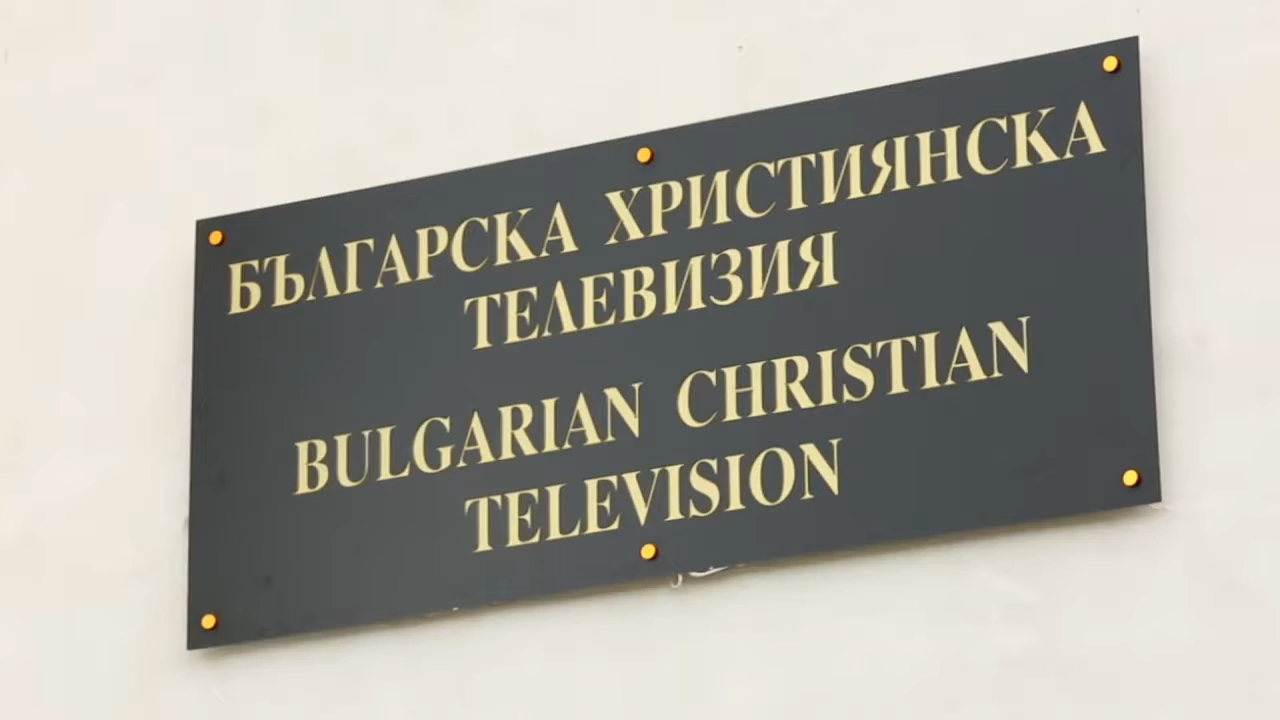 БЪЛГАРСКА ХРИСТИЯНСКА
ТЕЛЕВИЗИЯ
BULGARIAN CHRISTIAN
TELEVISION